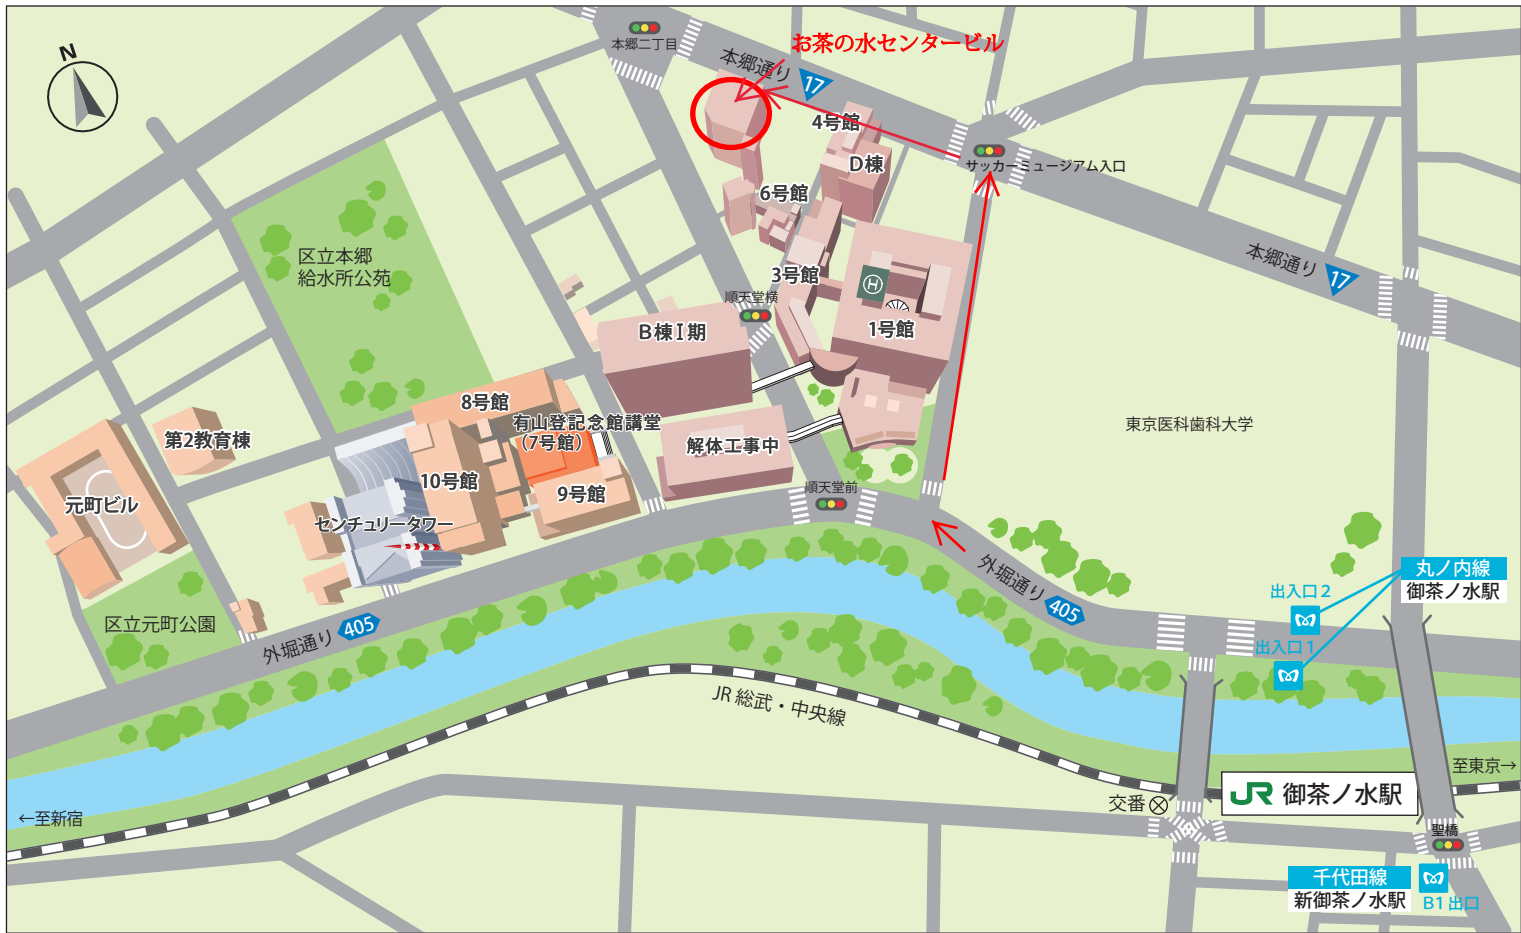 N
本郷二丁目
お茶の水センタービル
本郷通り
17
4号館
D棟
サッカーミュージアム入口
6号館
区立本郷
給水所公苑
本郷通り
17
3号館
H
順天堂横
B棟Ⅰ期
1号館
8号館
有山登記念館講堂
(7号館)
東京医科歯科大学
第2教育棟
解体工事中
10号館
9号館
順天堂前
元町ビル
センチュリータワー
外堀通り
405
丸ノ内線
御茶ノ水駅
出入口2
出入口1
区立元町公園
外堀通り
405
JR 総武・中央線
至東京→
JR 御茶ノ水駅
交番
←至新宿
聖橋
千代田線
新御茶ノ水駅
B1出口